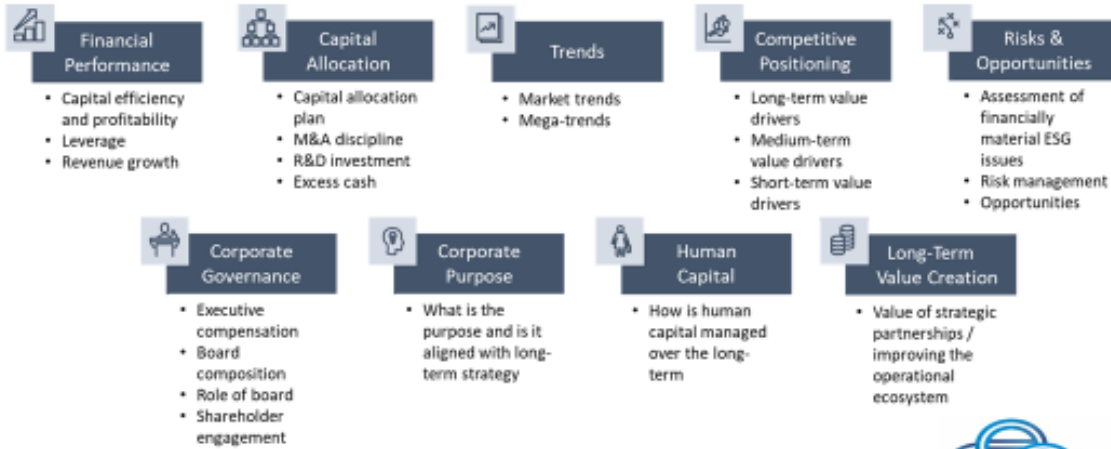 Financial
Performance
• Capital efficiency
and profitability
• Leverage
• Revenue growth
Capital
Allocation
• Capital allocation
plan
• M&A discipline
• R&D investment
• Excess cash
Trends
• Market trends
• Mega-trends
Competitive
Positioning
• Long-term value
drivers
• Medium-term
value drivers
• Short-term value
drivers
Risks &
Opportunities
• Assessment of
financially
material ESG
issues
• Risk management
• Opportunities
Corporate
Governance
• Executive
compensation
• Board
composition
• Role of board
• Shareholder
engagement
Corporate
Purpose
• What is the
purpose and is it
aligned with long-
term strategy
Human
Capital
• How is human
capital managed
over the long-
term
Long-Term
Value Creation
• Value of strategic
partnerships /
improving the
operational
ecosystem